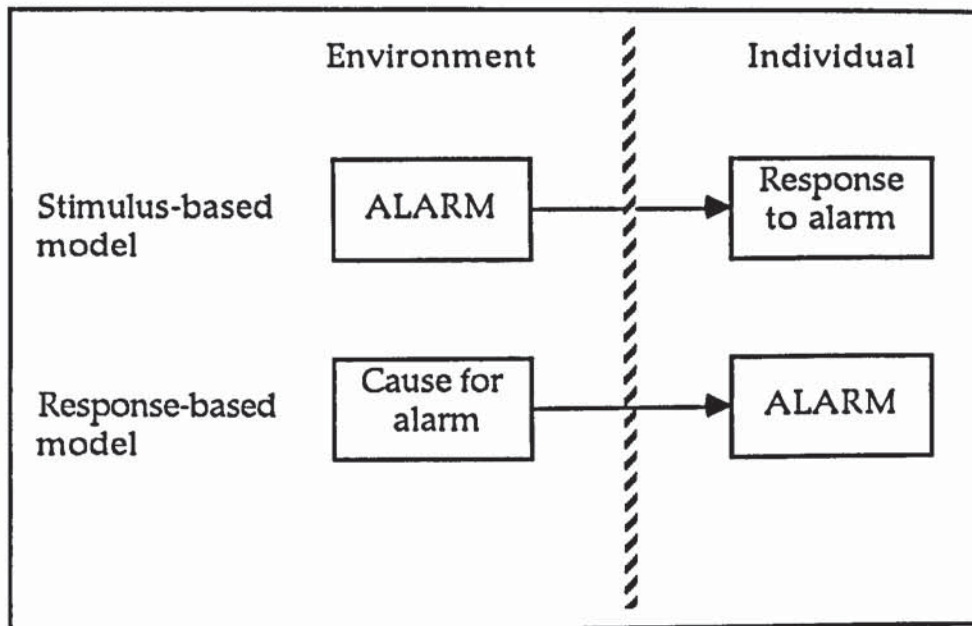 Environment
Individual
Stimulus-based
model
ALARM
Response
to alarm
Response-based
model
Cause for
alarm
ALARM